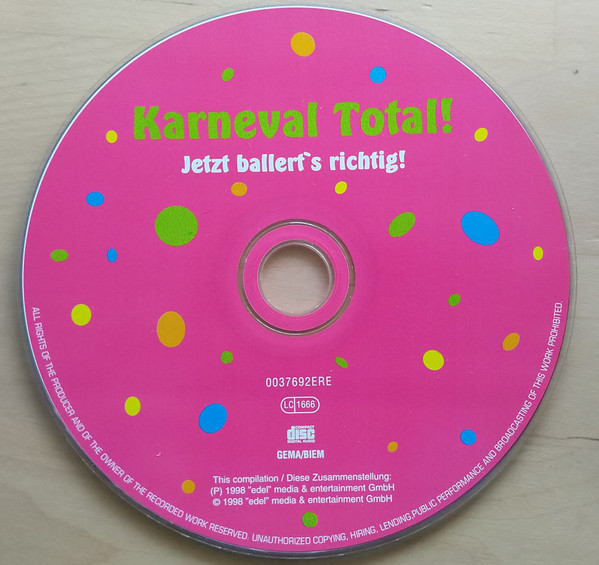 Karneval Total!
Jetzt ballert`s richtig!
0037692ERE
LC 1666
COMPACT
disc
DIGITAL AUDIO
GEMA/BIEM
This compilation / Diese Zusammenstellung:
(P) 1998 "edel" media & entertainment GmbH
© 1998 "edel" media & entertainment GmbH
ALL RIGHTS OF THE PRODUCER AND OF THE OWNER OF THE RECORDED WORK RESERVED. UNAUTHORIZED COPYING, HIRING, LENDING,PUBLIC PERFORMANCE AND BROADCASTING OF THIS WORK PROHIBITED.